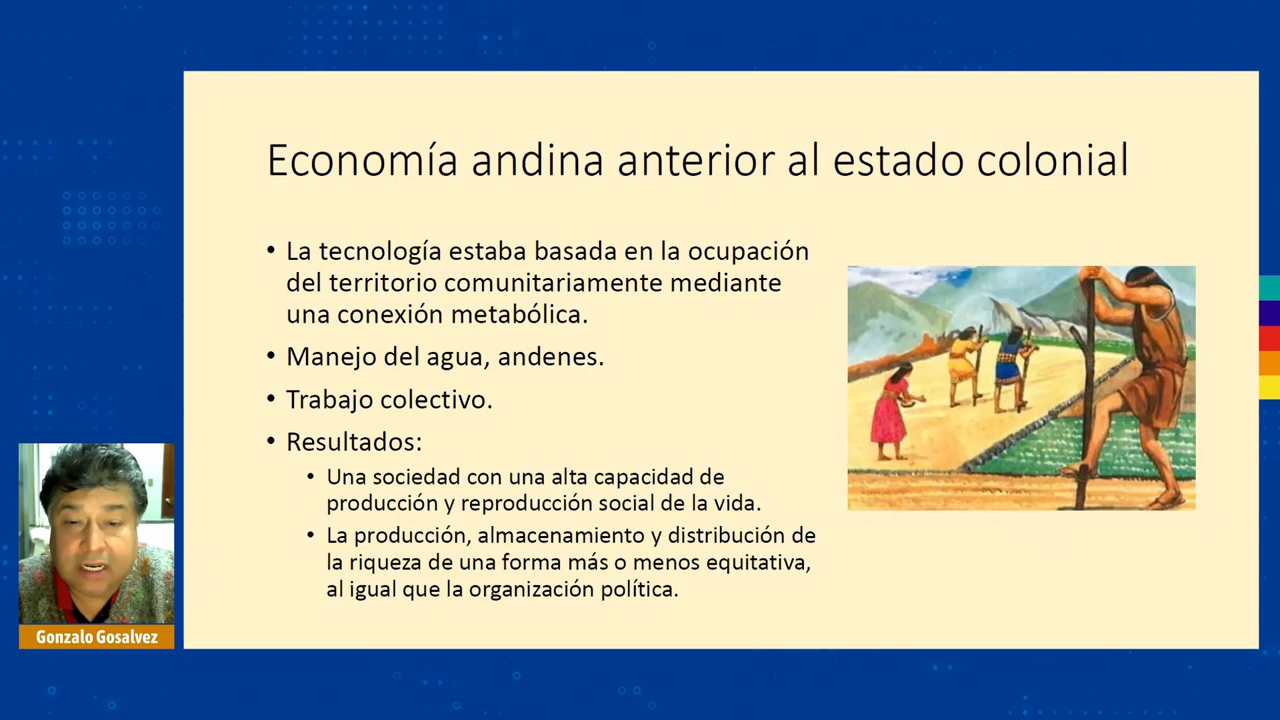 Economía andina anterior al estado colonial
• La tecnología estaba basada en la ocupación
del territorio comunitariamente mediante
una conexión metabólica.
• Manejo del agua, andenes.
• Trabajo colectivo.
• Resultados:
• Una sociedad con una alta capacidad de
producción y reproducción social de la vida.
• La producción, almacenamiento y distribución de
la riqueza de una forma más o menos equitativa,
al igual que la organización política.
Gonzalo Gosalvez